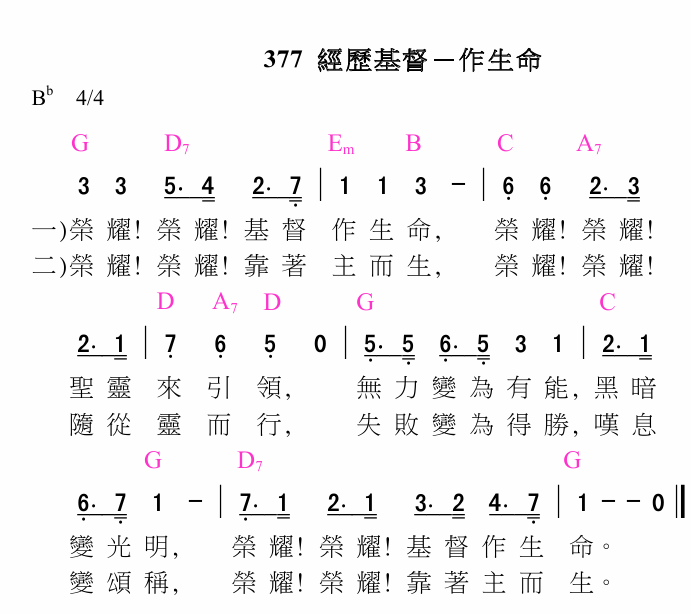 377 經歷基督－作生命
B♭ 4/4
G D7 Em B C A7
3 3 5· 4 2· 7 | 1 1 3 － | 6 6 2· 3
一)榮耀!榮耀!基督 作生命, 榮耀!榮耀!
二)榮耀!榮耀!靠著 主而生, 榮耀!榮耀!
D A7 D G C
2· 1 | 7 6 5 0 | 5· 5 6· 5 3 1 | 2· 1
聖靈 來引領, 無力變為有能,黑暗
隨從 靈而行, 失敗變為得勝,嘆息
G D7 G
6· 7 1 － | 7· 1 2· 1 3· 2 4· 7 | 1 － － 0 ‖
變光明, 榮耀!榮耀!基督作生 命。
變頌稱, 榮耀!榮耀!靠著主而 生。